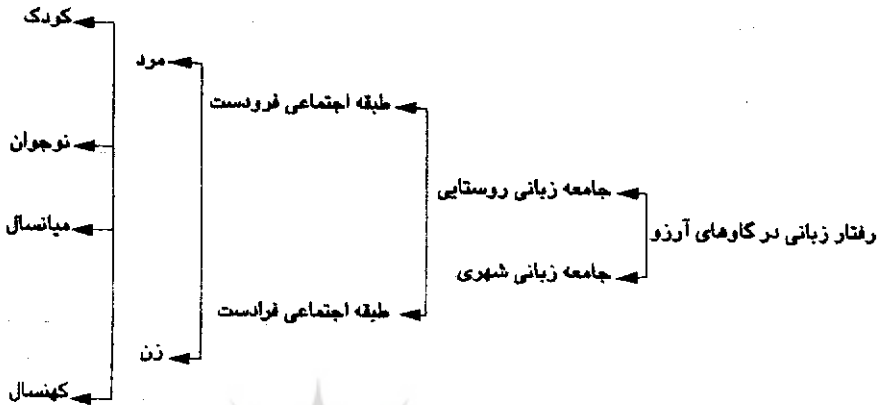 رفتار زبانی در گاوهای آرزو
جامعه زبانی روستایی
جامعه زبانی شهری
طبقه اجتماعی فرودست
طبقه اجتماعی فرادست
مرد
زن
کودک
نوجوان
میانسال
کهنسال